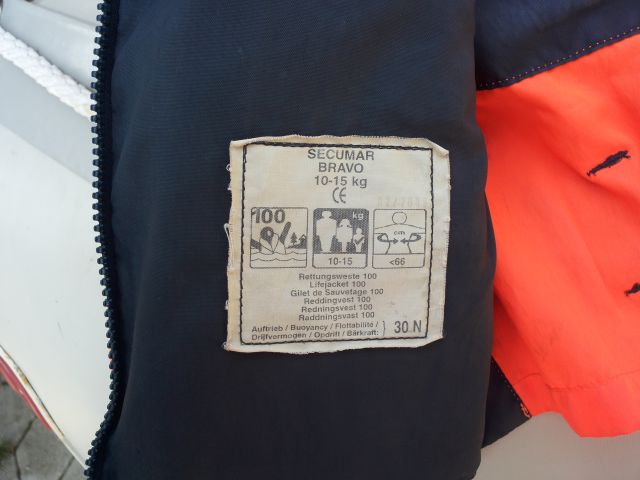 SECUMAR
BRAVO
10-15 kg
CE
100
kg
cm
10-15
<66
Rettungsweste 100
Lifejacket 100
Gilet de Sauvetage 100
Reddingvest 100
Redningsvest 100
Raddningsvast 100
Auftrieb / Buoyancy / Flottabilité /
Drijfvermogen / Opdrift / Bärkraft: } 30 N